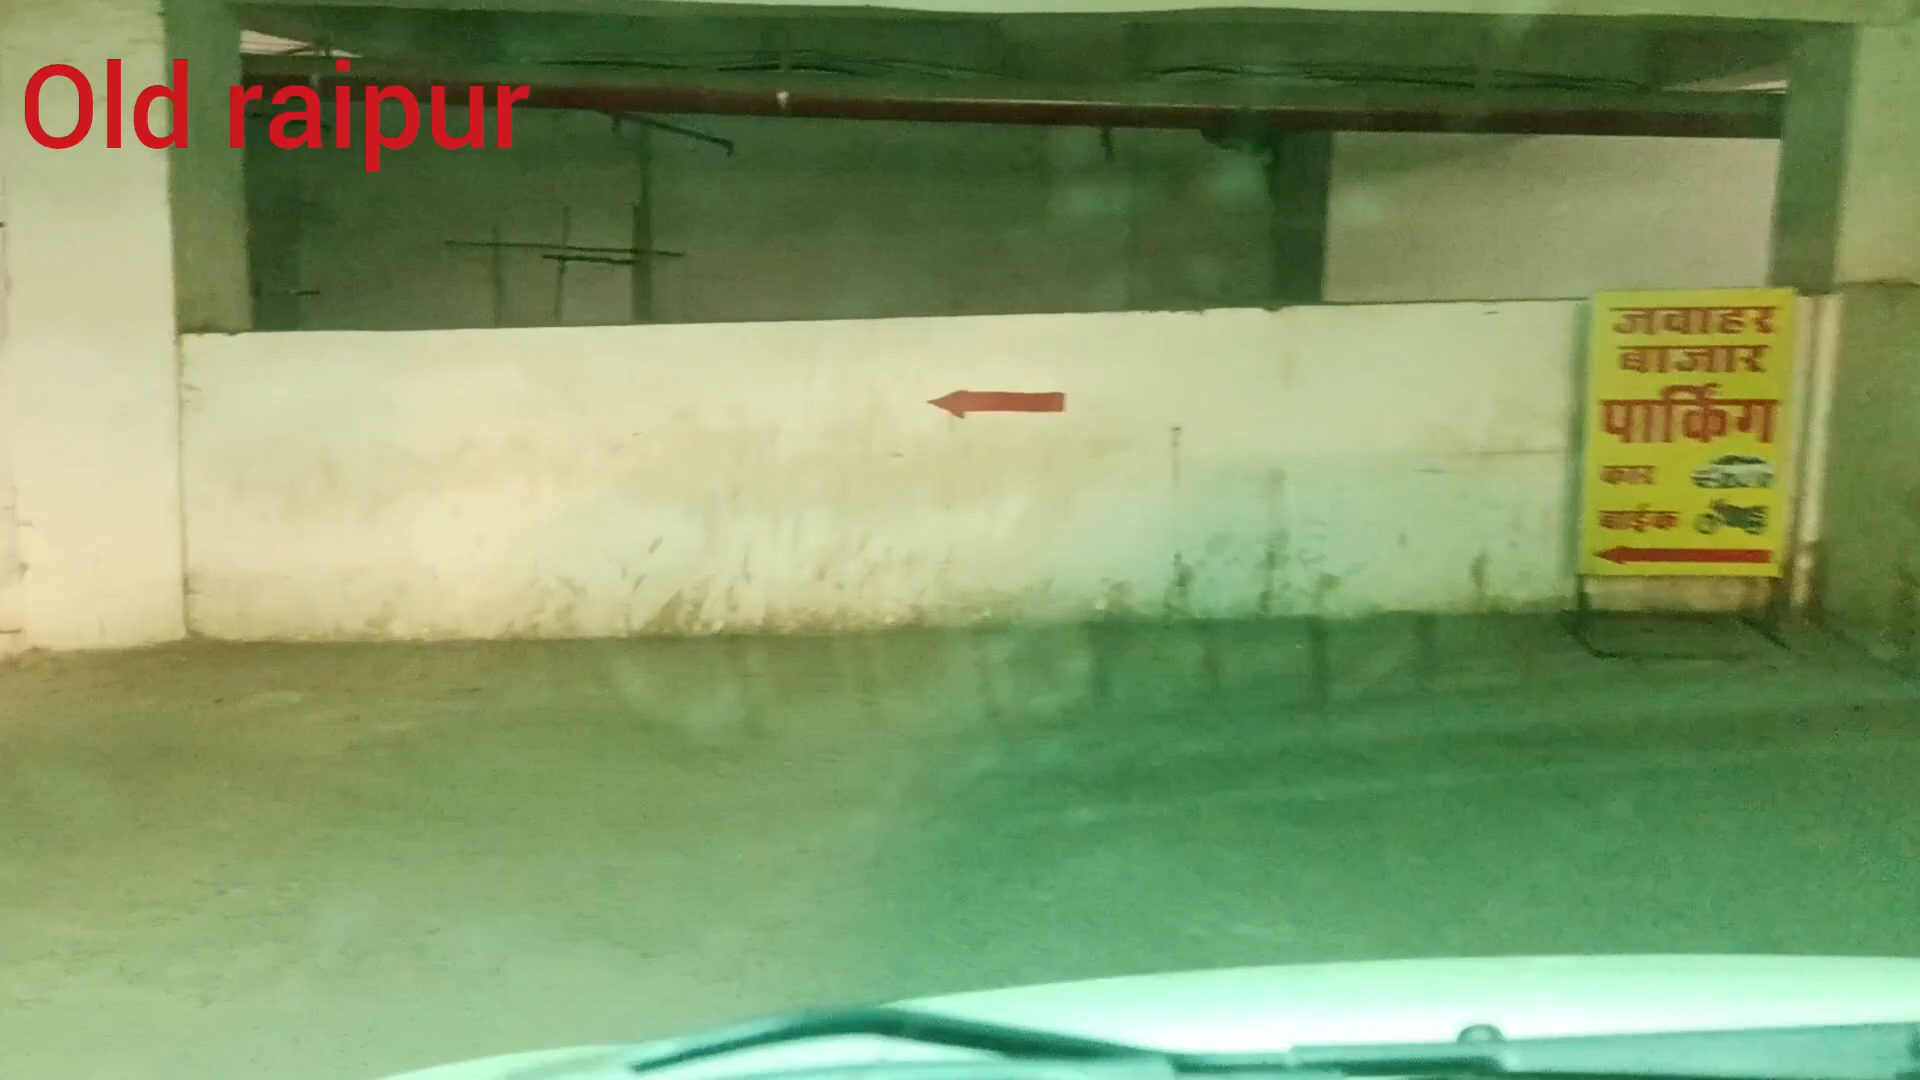 Old raipur
जवाहर
बाजार
पार्किंग
कार
बाईक